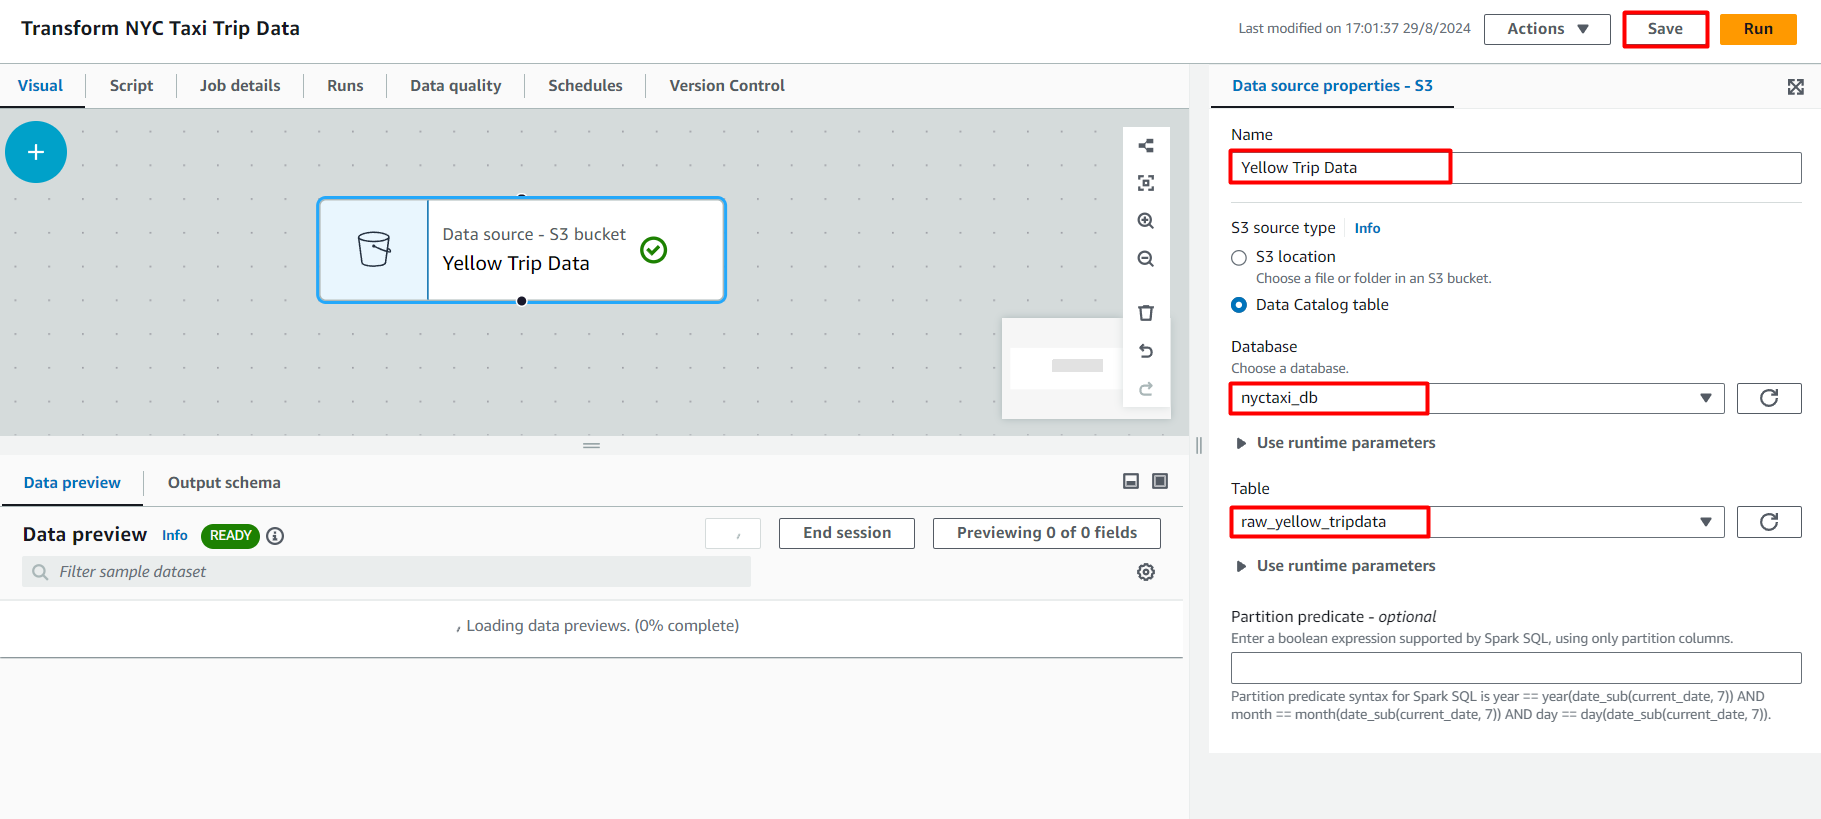 Transform NYC Taxi Trip Data
Last modified on 17:01:37 29/8/2024
Actions
Save
Run
Visual
Script
Job details
Runs
Data quality
Schedules
Version Control
Data source - S3 bucket
Yellow Trip Data
Data preview
Output schema
Data preview
Info
READY
End session
Previewing 0 of 0 fields
Filter sample dataset
Loading data previews. (0% complete)
Data source properties - S3
Name
Yellow Trip Data
S3 source type
Info
S3 location
Choose a file or folder in an S3 bucket.
Data Catalog table
Database
Choose a database.
nyctaxi_db
Use runtime parameters
Table
raw_yellow_tripdata
Use runtime parameters
Partition predicate - optional
Enter a boolean expression supported by Spark SQL, using only partition columns.
Partition predicate syntax for Spark SQL is year == year(date_sub(current_date, 7)) AND
month == month(date_sub(current_date, 7)) AND day == day(date_sub(current_date, 7)).